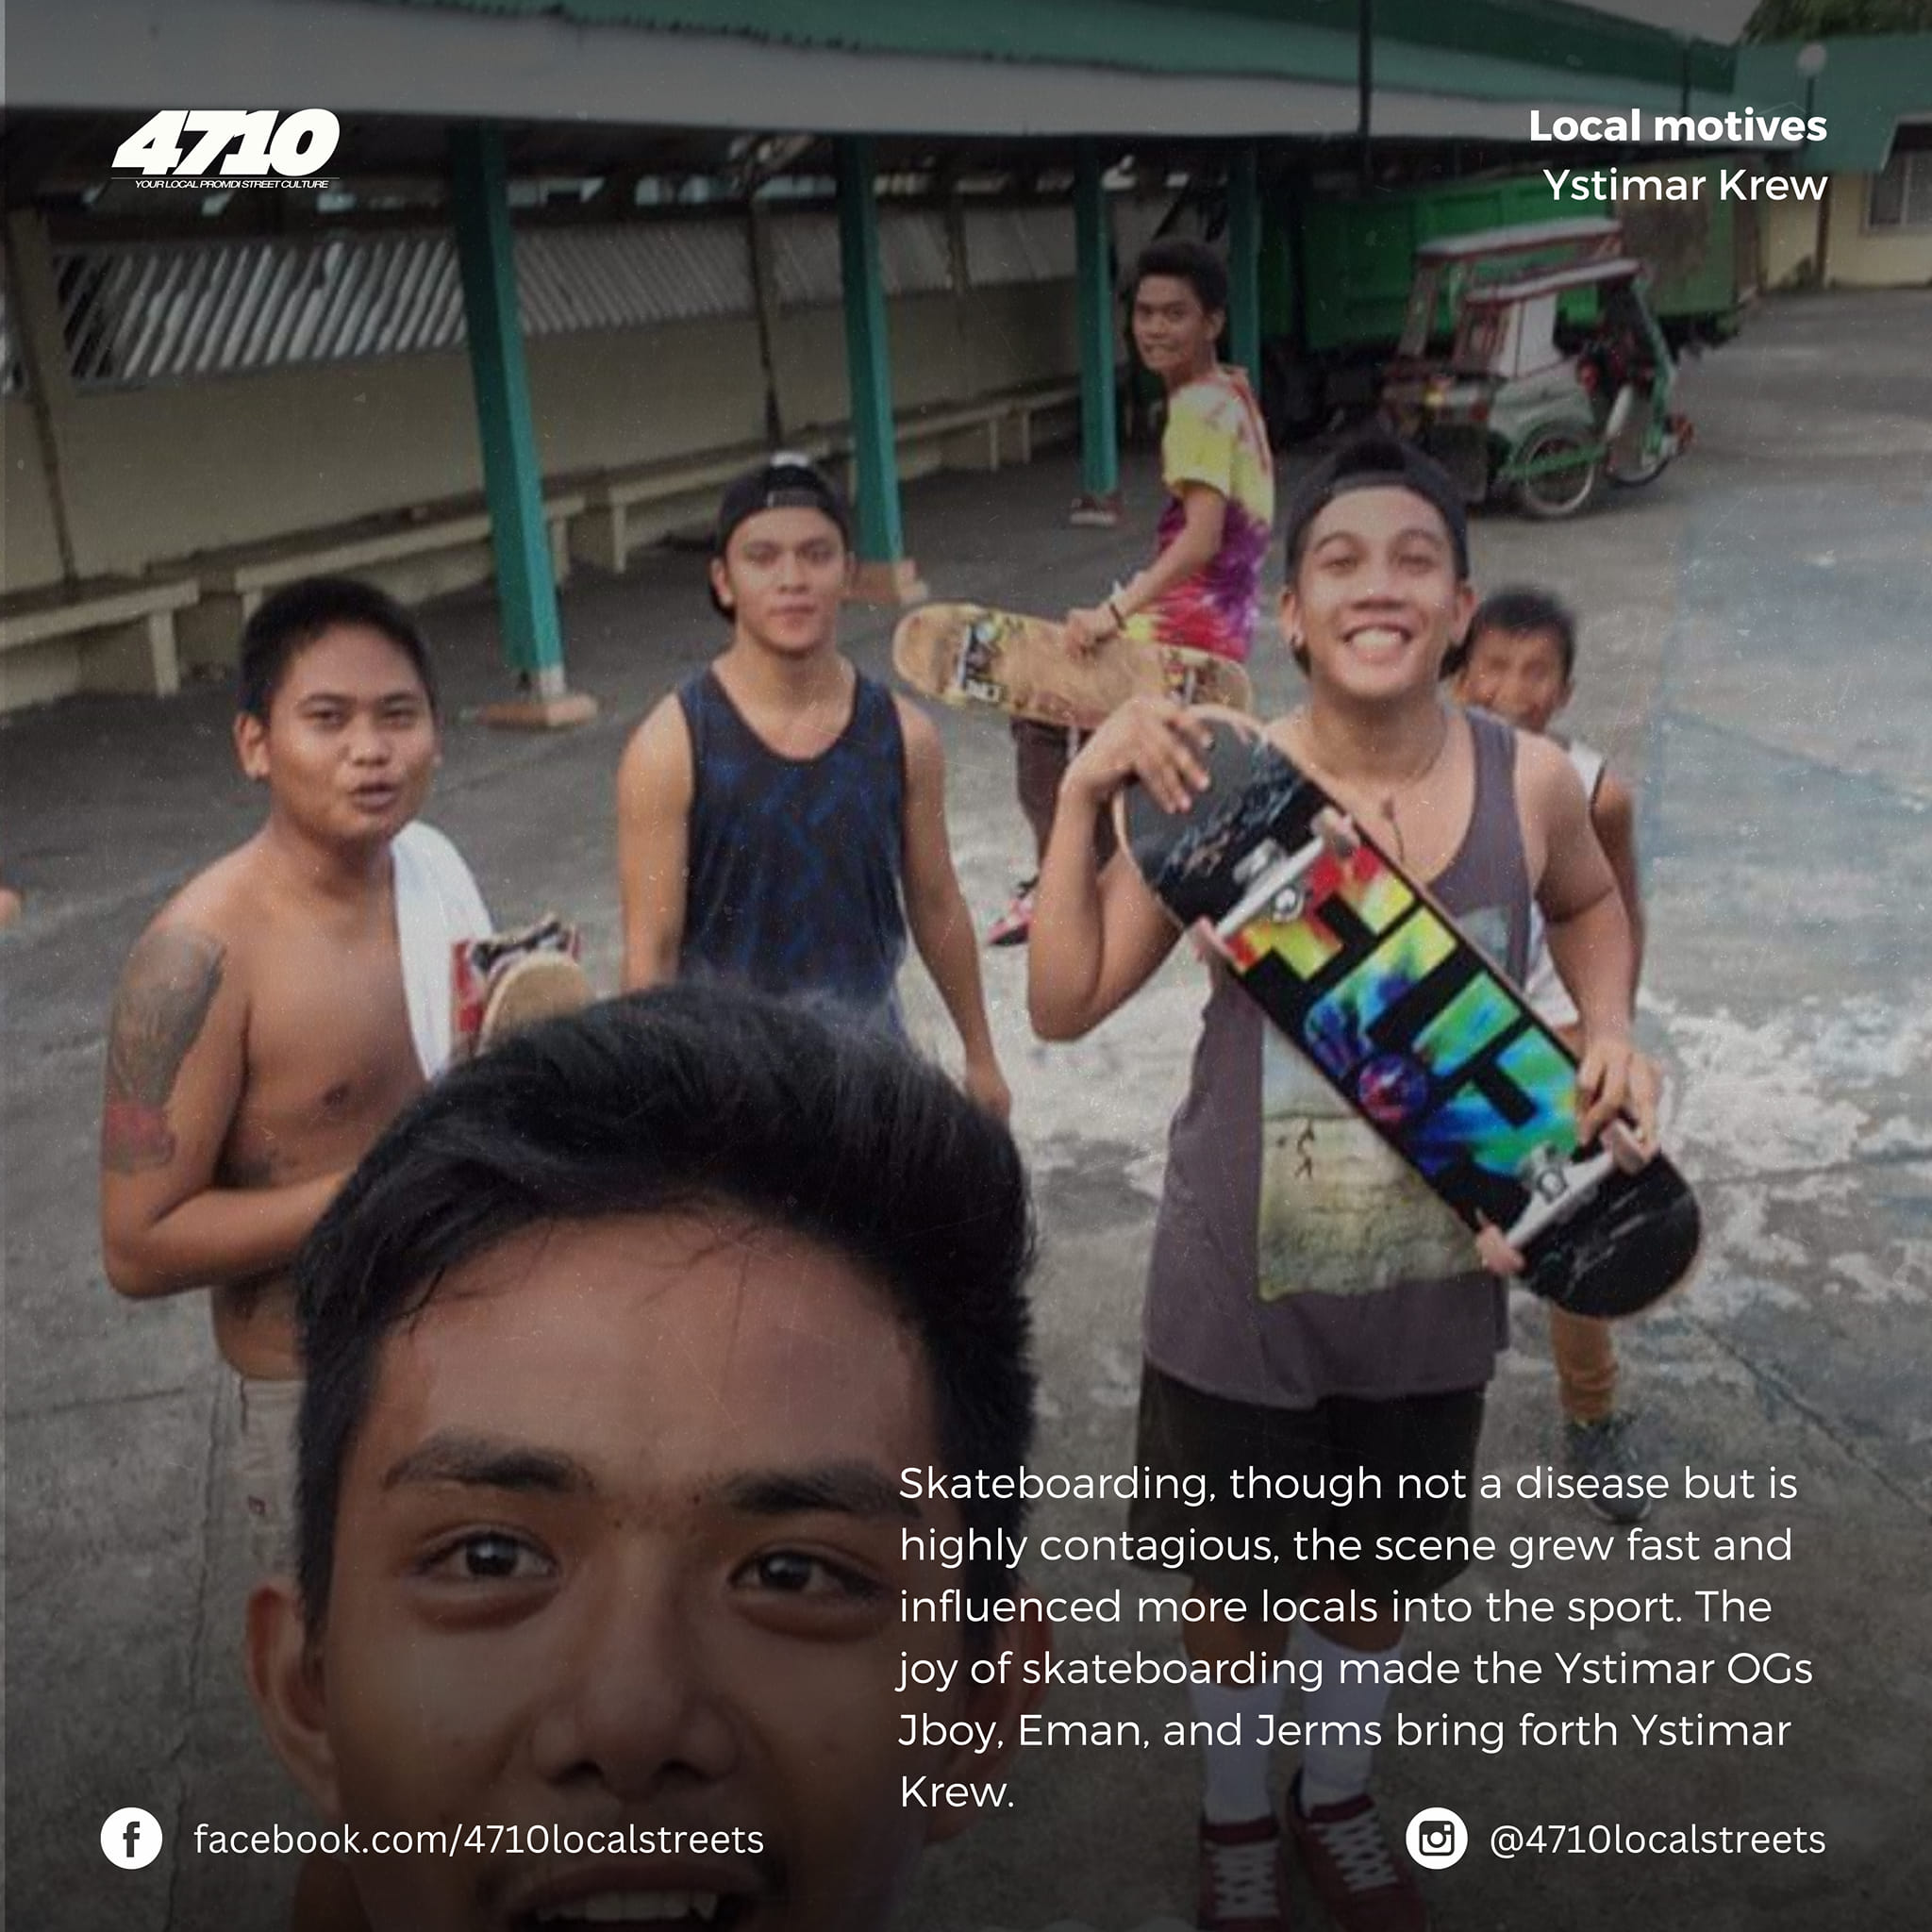 4710
YOUR LOCAL PROMDI STREET CULTURE
Local motives
Ystimar Krew
FLIP
Skateboarding, though not a disease but is
highly contagious, the scene grew fast and
influenced more locals into the sport. The
joy of skateboarding made the Ystimar OGs
Jboy, Eman, and Jerms bring forth Ystimar
Krew.
facebook.com/4710localstreets
@4710localstreets